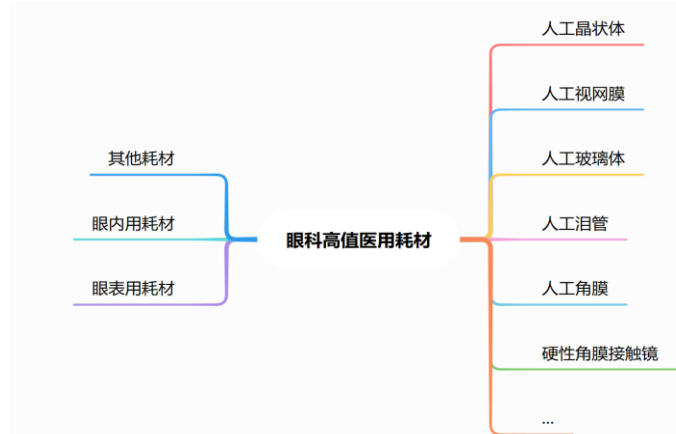 人工晶状体
人工视网膜
其他耗材
人工玻璃体
眼内用耗材
人工泪管
眼科高值医用耗材
眼表用耗材
人工角膜
硬性角膜接触镜
...